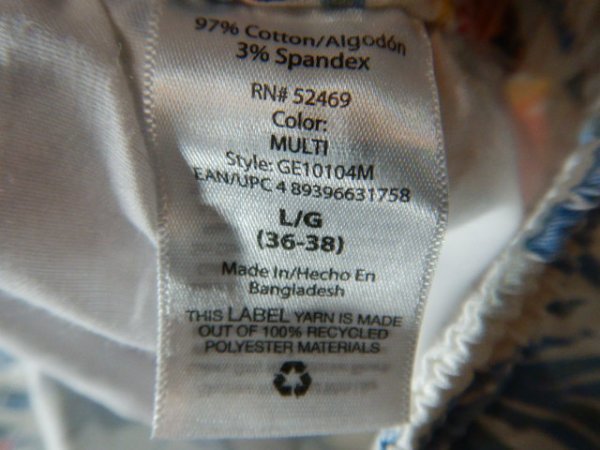 97% Cotton/Algodón
3% Spandex
RN# 52469
Color:
MULTI
Style: GE10104M
EAN/UPC 4 89396631758
L/G
(36-38)
Made In/Hecho En
Bangladesh
THIS LABEL YARN IS MADE
OUT OF 100% RECYCLED
POLYESTER MATERIALS